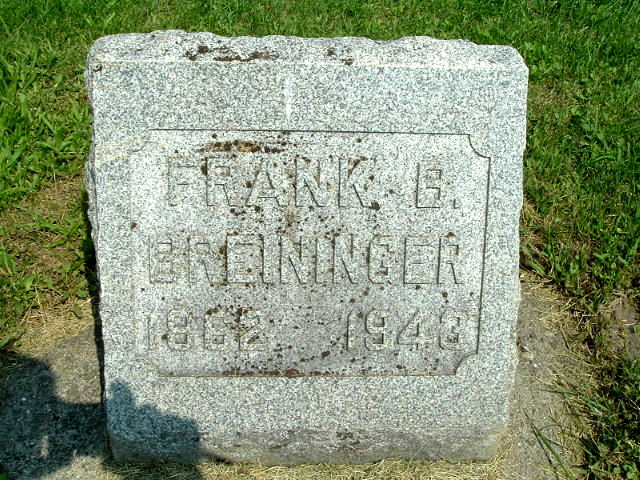 FRANK B.
BREININGER
1862 1943